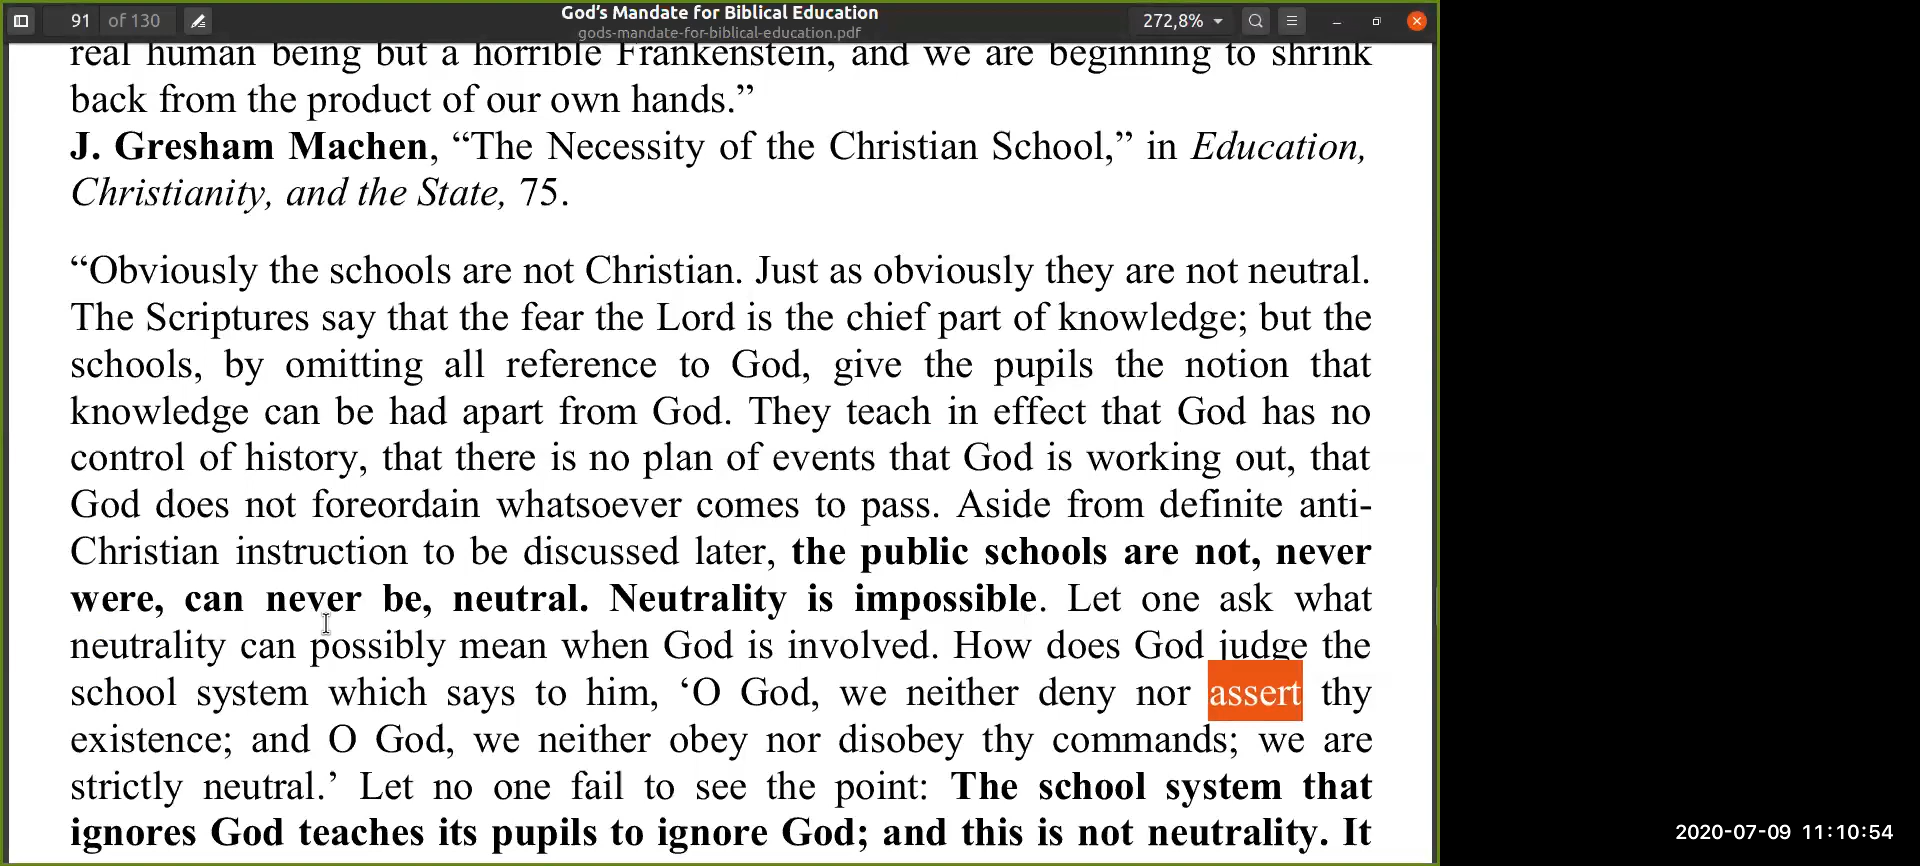 91 of 130
God’s Mandate for Biblical Education
gods-mandate-for-biblical-education.pdf
272,8%
real human being but a horrible Frankenstein, and we are beginning to shrink
back from the product of our own hands.”
J. Gresham Machen, “The Necessity of the Christian School,” in Education,
Christianity, and the State, 75.
“Obviously the schools are not Christian. Just as obviously they are not neutral.
The Scriptures say that the fear the Lord is the chief part of knowledge; but the
schools, by omitting all reference to God, give the pupils the notion that
knowledge can be had apart from God. They teach in effect that God has no
control of history, that there is no plan of events that God is working out, that
God does not foreordain whatsoever comes to pass. Aside from definite anti-
Christian instruction to be discussed later, the public schools are not, never
were, can never be, neutral. Neutrality is impossible. Let one ask what
neutrality can possibly mean when God is involved. How does God judge the
school system which says to him, ‘O God, we neither deny nor assert thy
existence; and O God, we neither obey nor disobey thy commands; we are
strictly neutral.’ Let no one fail to see the point: The school system that
ignores God teaches its pupils to ignore God; and this is not neutrality. It
2020-07-09 11:10:54